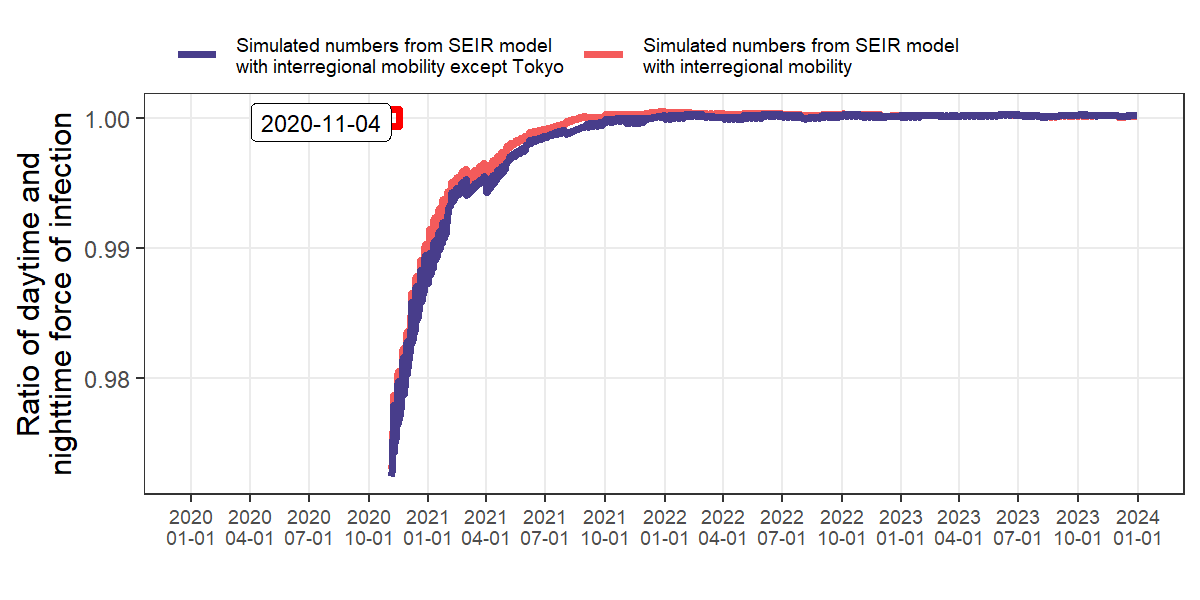 Simulated numbers from SEIR model
with interregional mobility except Tokyo
Simulated numbers from SEIR model
with interregional mobility
Ratio of daytime and
nighttime force of infection
1.00
0.99
0.98
2020-11-04
2020 2020 2020 2020 2021 2021 2021 2021 2022 2022 2022 2022 2023 2023 2023 2023 2024
01-01 04-01 07-01 10-01 01-01 04-01 07-01 10-01 01-01 04-01 07-01 10-01 01-01 04-01 07-01 10-01 01-01